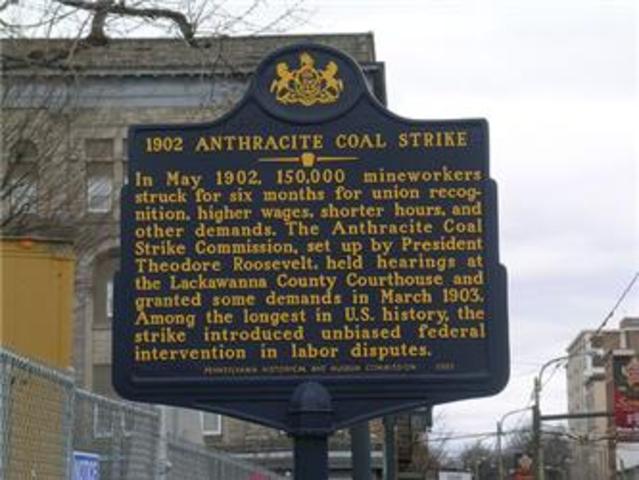 1902 ANTHRACITE COAL STRIKE
In May 1902, 150,000 mineworkers
struck for six months for union recog-
nition, higher wages, shorter hours, and
other demands. The Anthracite Coal
Strike Commission, set up by President
Theodore Roosevelt, held hearings at
the Lackawanna County Courthouse and
granted some demands in March 1903.
Among the longest in U.S. history, the
strike introduced unbiased federal
intervention in labor disputes.
PENNSYLVANIA HISTORICAL AND MUSEUM COMMISSION
NOTICE